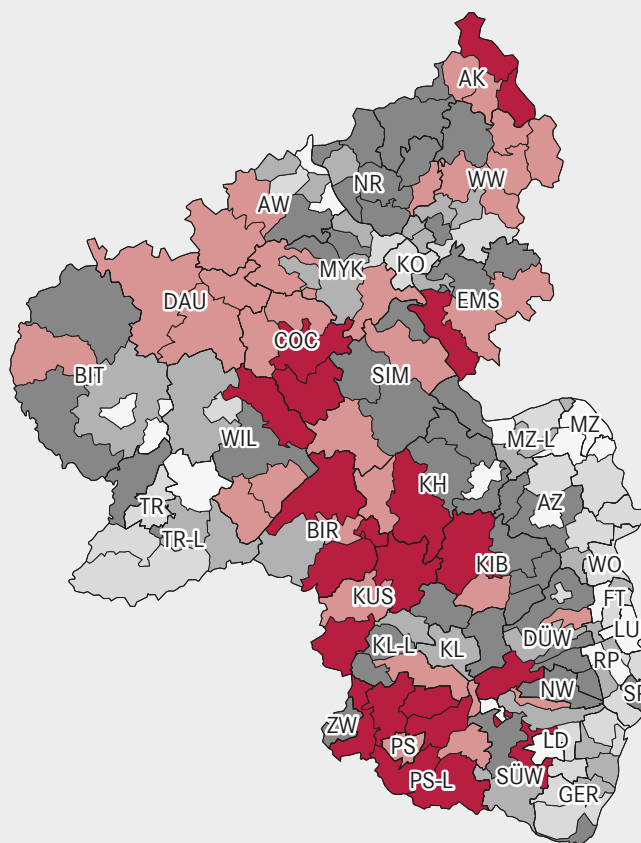 AK
NR
WW
AW
KO
MYK
EMS
DAU
COC
BIT
SIM
MZ
MZ-L
WIL
KH
AZ
TR
BIR
TR-L
KIB
WO
KUS
FT
LU
DÜW
KL-L
KL
RP
NW
SP
ZW
LD
PS
PS-L
SÜW
GER